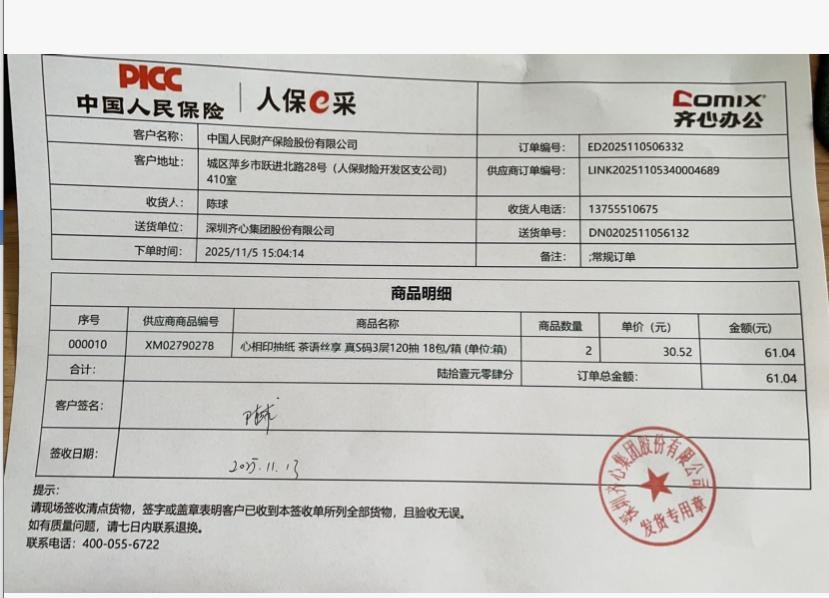 PICC
中国人民保险
人保e采
COMIX
齐心办公
客户名称： 中国人民财产保险股份有限公司 订单编号： ED2025110506332
客户地址： 城区萍乡市跃进北路28号（人保财险开发区支公司）410室 供应商订单编号： LINK20251105340004689
收货人： 陈球 收货人电话： 13755510675
送货单位： 深圳齐心集团股份有限公司 送货单号： DN0202511056132
下单时间： 2025/11/5 15:04:14 备注： ;常规订单
商品明细
序号 供应商商品编号 商品名称 商品数量 单价（元） 金额(元)
000010 XM02790278 心相印抽纸 茶语丝享 真S码3层120抽 18包/箱 (单位:箱) 2 30.52 61.04
合计： 陆拾壹元零肆分 订单总金额： 61.04
客户签名： 陈球
签收日期： 2025.11.13
深圳齐心集团股份有限公司
发货专用章
提示：
请现场签收清点货物，签字或盖章表明客户已收到本签收单所列全部货物，且验收无误。
如有质量问题，请七日内联系退换。
联系电话：400-055-6722